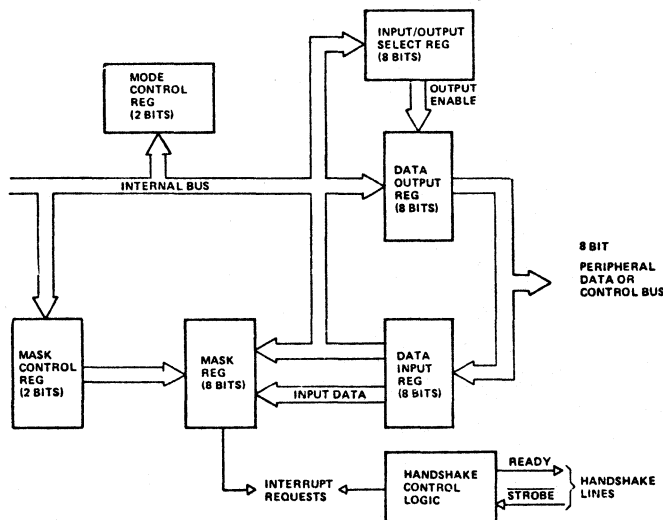 INPUT/OUTPUT
SELECT REG
(8 BITS)
MODE
CONTROL
REG
(2 BITS)
OUTPUT
ENABLE
DATA
OUTPUT
REG
(8 BITS)
INTERNAL BUS
8 BIT
PERIPHERAL
DATA OR
CONTROL BUS
MASK
CONTROL
REG
(2 BITS)
MASK
REG
(8 BITS)
DATA
INPUT
REG
(8 BITS)
INPUT DATA
INTERRUPT
REQUESTS
HANDSHAKE
CONTROL
LOGIC
READY
STROBE
HANDSHAKE
LINES